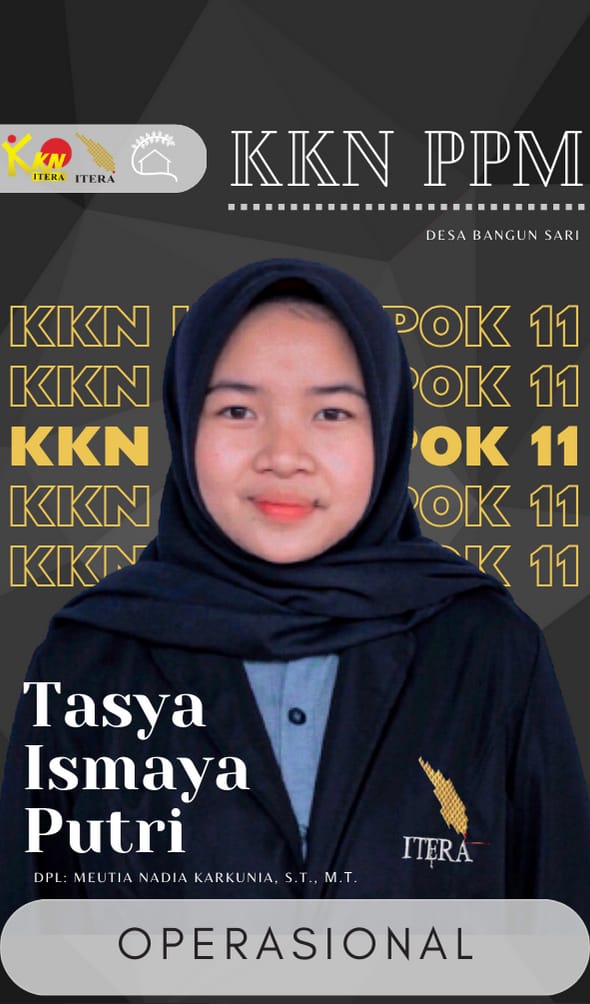 KKN
ITERA
ITERA
KKN PPM
DESA BANGUN SARI
KKN POK 11
KKN POK 11
KKN POK 11
KKN POK 11
KKN OK 11
Tasya
Ismaya
Putri
ITERA
DPL: MEUTIA NADIA KARKUNIA, S.T., M.T.
OPERASIONAL